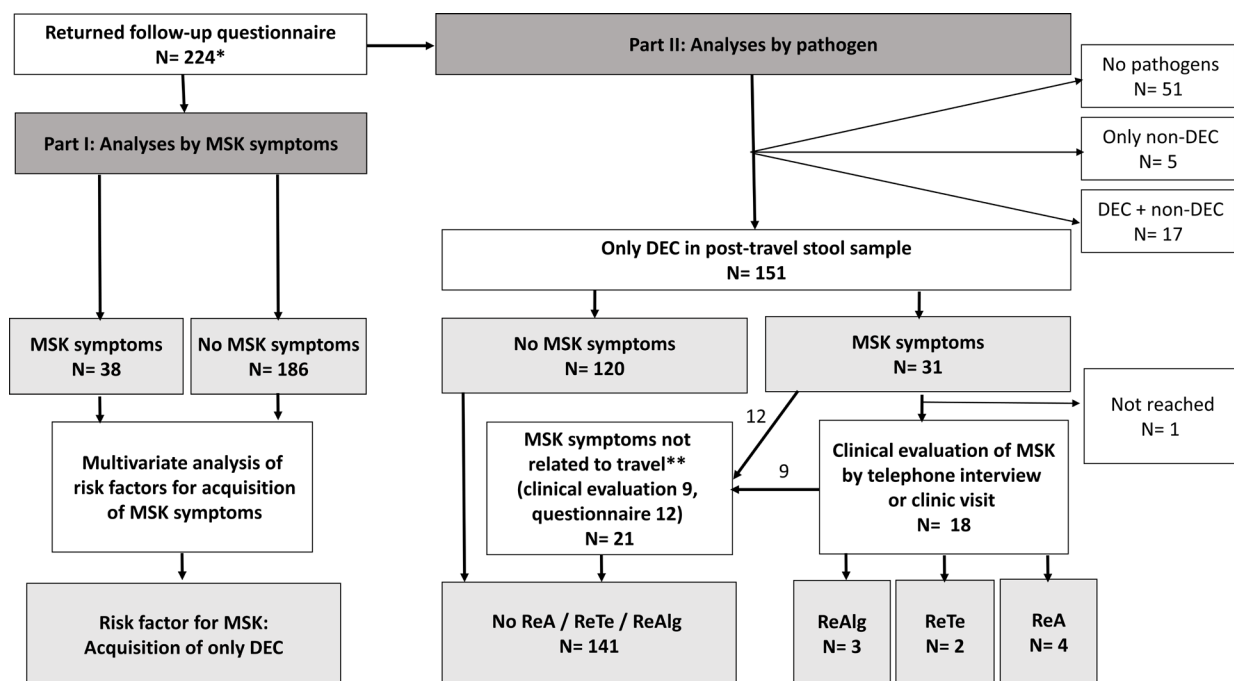 Returned follow-up questionnaire
N= 224*
Part II: Analyses by pathogen
No pathogens
N= 51
Only non-DEC
N= 5
DEC + non-DEC
N= 17
Part I: Analyses by MSK symptoms
Only DEC in post-travel stool sample
N= 151
MSK symptoms
N= 38
No MSK symptoms
N= 186
No MSK symptoms
N= 120
MSK symptoms
N= 31
Not reached
N= 1
12
9
Multivariate analysis of
risk factors for acquisition
of MSK symptoms
MSK symptoms not
related to travel**
(clinical evaluation 9,
questionnaire 12)
N= 21
Clinical evaluation of MSK
by telephone interview
or clinic visit
N=  18
Risk factor for MSK:
Acquisition of only DEC
No ReA / ReTe / ReAlg
N= 141
ReAlg
N= 3
ReTe
N= 2
ReA
N= 4